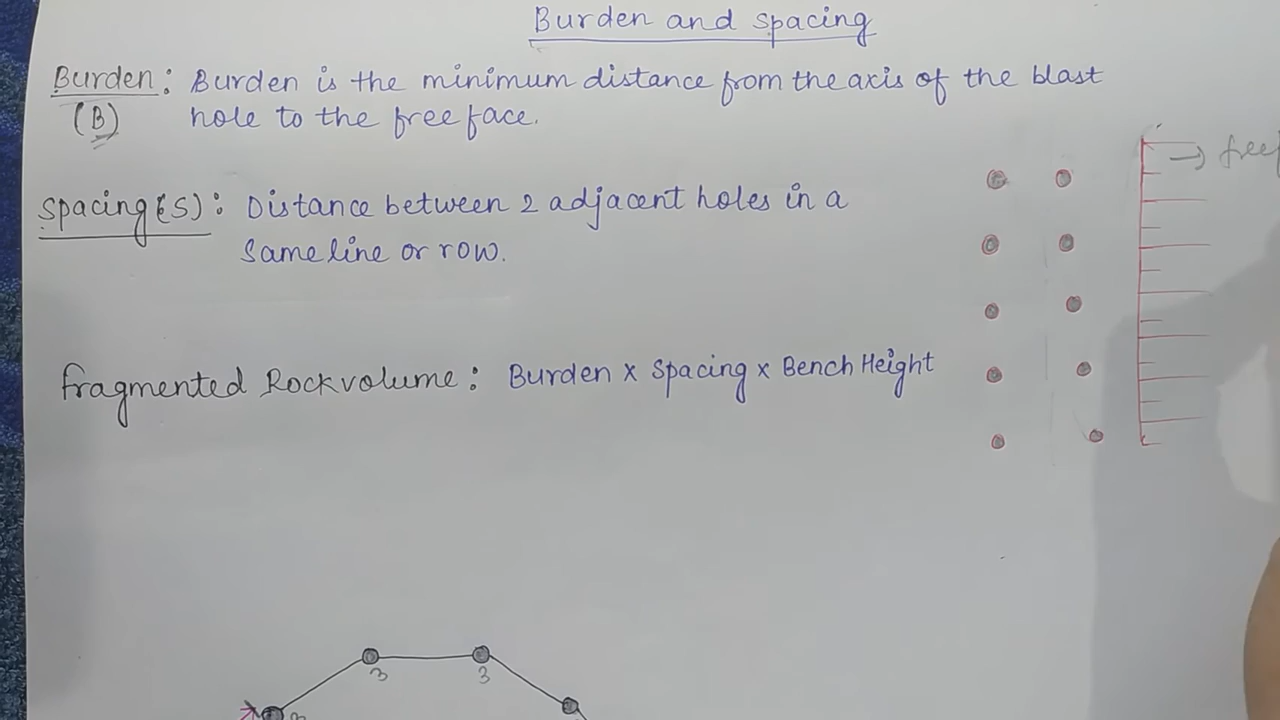 Burden and Spacing
Burden: Burden is the minimum distance from the axis of the blast
(B) hole to the free face.
→ free
Spacing(S): Distance between 2 adjacent holes in a
Same line or row.
Fragmented Rock volume: Burden x Spacing x Bench Height
3 3